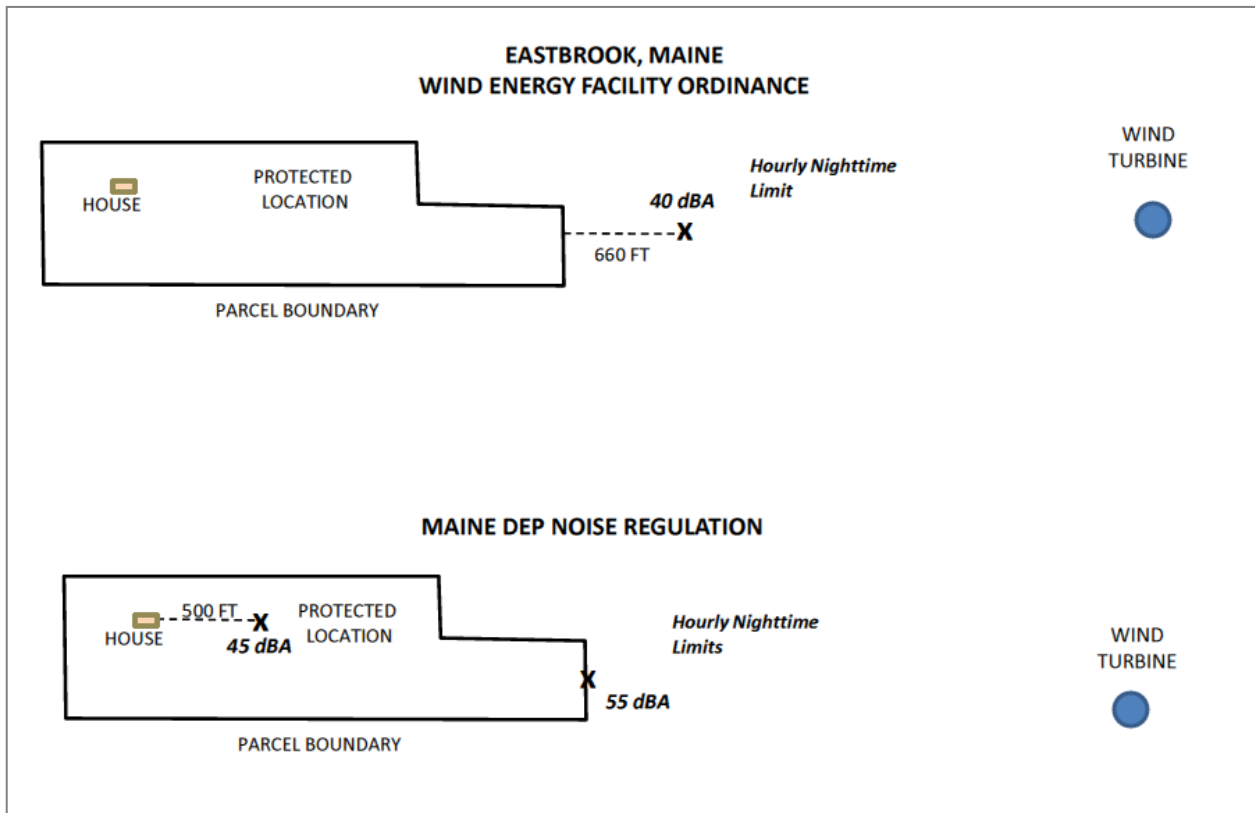 EASTBROOK, MAINE
WIND ENERGY FACILITY ORDINANCE
WIND
TURBINE
PROTECTED
LOCATION
HOUSE
Hourly Nighttime
Limit
40 dBA
X
660 FT
PARCEL BOUNDARY
MAINE DEP NOISE REGULATION
500 FT
X
PROTECTED
LOCATION
HOUSE
45 dBA
Hourly Nighttime
Limits
WIND
TURBINE
X
55 dBA
PARCEL BOUNDARY